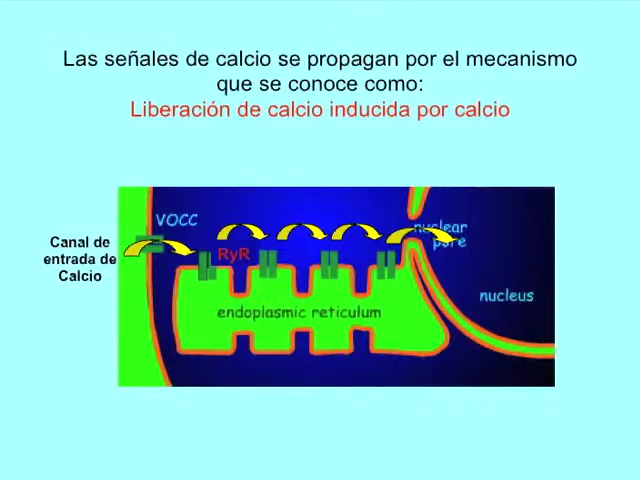 Las señales de calcio se propagan por el mecanismo
que se conoce como:
Liberación de calcio inducida por calcio
VOCC
Canal de
entrada de
Calcio
RyR
nuclear
pore
endoplasmic reticulum
nucleus